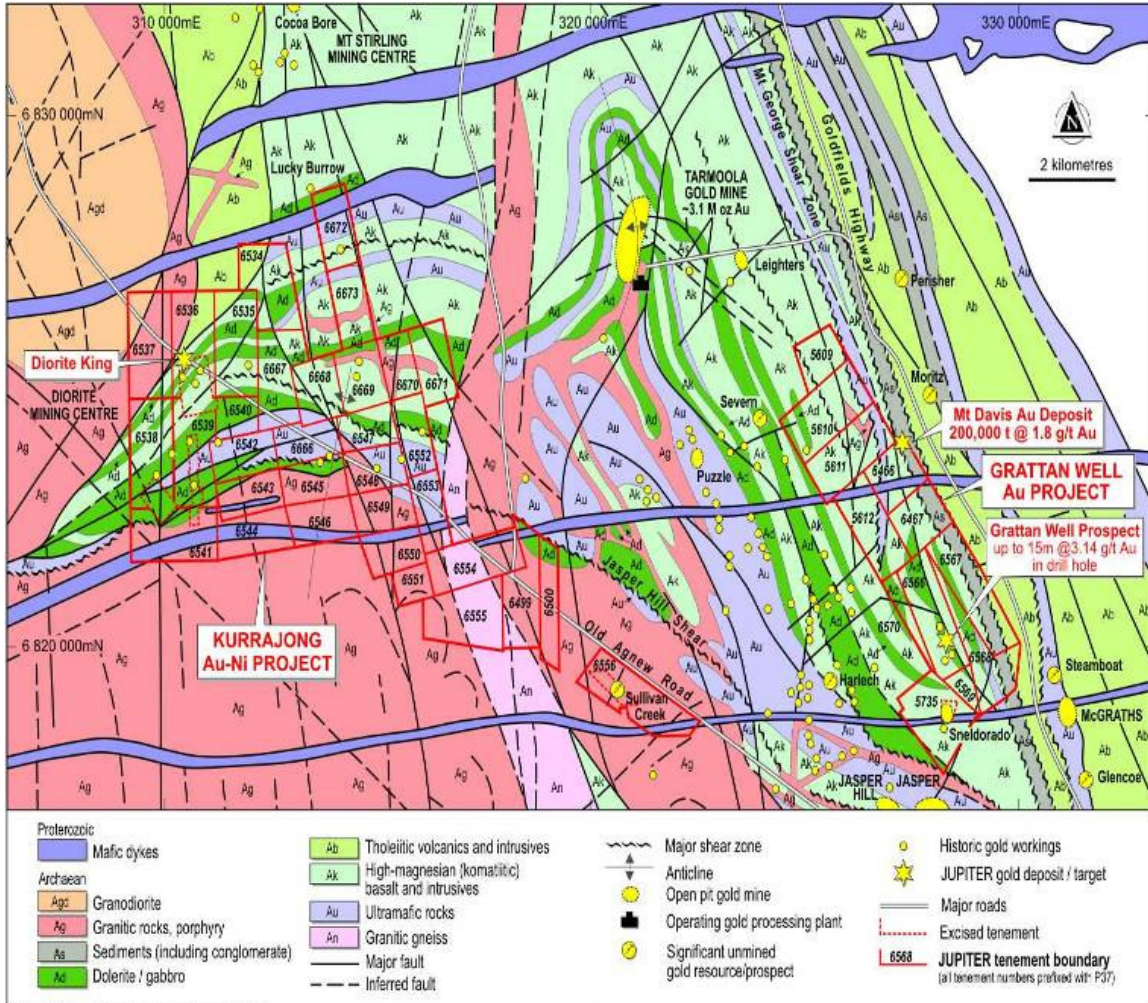 310 000mE
320 000mE
330 000mE
Cocoa Bore
MT STIRLING
MINING CENTRE
6 830 000mN
Mt George Shear Zone
Goldfields Highway
N
2 kilometres
Lucky Burrow
TARMOOLA
GOLD MINE
~3.1 M oz Au
Leighters
Perisher
6672
6534
6673
6536
6535
6537
Diorite King
DIORITE
MINING CENTRE
6667
6668
6669
6670
6671
6538
6539
6540
6542
6666
6547
6552
6543
6545
6548
6553
6544
6546
6549
6541
6550
6551
6554
6555
6499
6500
5609
5610
5611
Severn
Moritz
Puzzle
Mt Davis Au Deposit
200,000 t @ 1.8 g/t Au
6466
GRATTAN WELL
Au PROJECT
5612
6467
Grattan Well Prospect
up to 15m @3.14 g/t Au
in drill hole
6567
6566
6570
6568
6569
KURRAJONG
Au-Ni PROJECT
6 820 000mN
Jasper Hill Shear
Old Agnew Road
6556
Sullivan
Creek
Harlech
5735
Sneldorado
Steamboat
McGRATHS
Glencoe
JASPER
HILL
JASPER
Proterozoic
Mafic dykes
Archaean
Agd Granodiorite
Ag Granitic rocks, porphyry
As Sediments (including conglomerate)
Ad Dolerite / gabbro
Ab Tholeiitic volcanics and intrusives
Ak High-magnesian (komatiitic)
basalt and intrusives
Au Ultramafic rocks
An Granitic gneiss
Major fault
Inferred fault
Major shear zone
Anticline
Open pit gold mine
Operating gold processing plant
Significant unmined
gold resource/prospect
Historic gold workings
JUPITER gold deposit / target
Major roads
Excised tenement
6568 JUPITER tenement boundary
(all tenement numbers prefixed with P37)